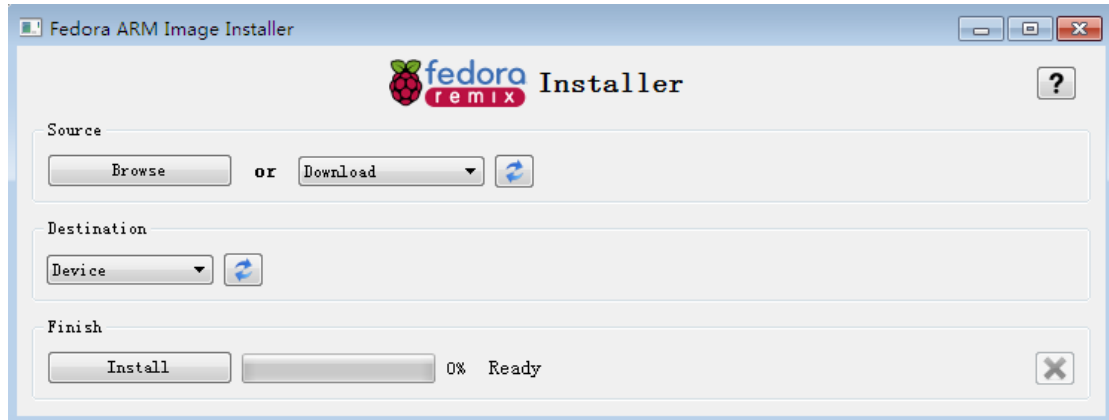 Fedora ARM Image Installer
fedora remix Installer
?
Source
Browse or Download
Destination
Device
Finish
Install 0% Ready